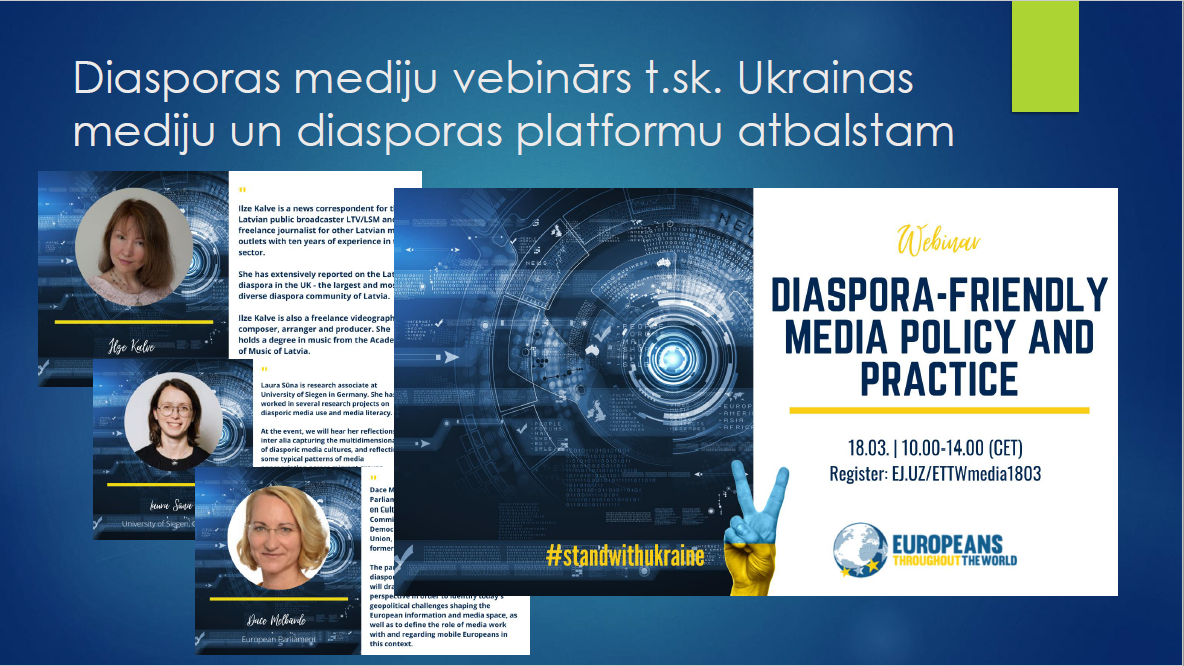 Diasporas mediju vebinārs t.sk. Ukrainas
mediju un diasporas platformu atbalstam
"
Ilze Kalve is a news correspondent for
Latvian public broadcaster LTV/LSM and
freelance journalist for other Latvian
outlets with ten years of experience in
sector.
She has extensively reported on the
diaspora in the UK - the largest and
diverse diaspora community of Latvia.
Ilze Kalve is also a freelance
composer, arranger and producer. She
holds a degree in music from the
of Music of Latvia.
Ilze Kalve
"
Laura Sūna is research associate at
University of Siegen in Germany. She has
worked in several research projects on
diasporic media use and media literacy.
At the event, we will hear her
inter alia capturing the
of diasporic media cultures, and
some typical patterns of media
Laura Sūna
University of Siegen,
"
Dace
on
Union,
former
The
will
perspective in order to identify today's
geopolitical challenges shaping the
European information and media space, as
well as to define the role of media work
with and regarding mobile Europeans in
this context.
Dace Melbarde
European Parliament
Webinar
DIASPORA-FRIENDLY
MEDIA POLICY AND
PRACTICE
18.03. | 10.00-14.00 (CET)
Register: EJ.UZ/ETTWmedia1803
#standwithukraine
EUROPEANS
THROUGHOUT THE WORLD